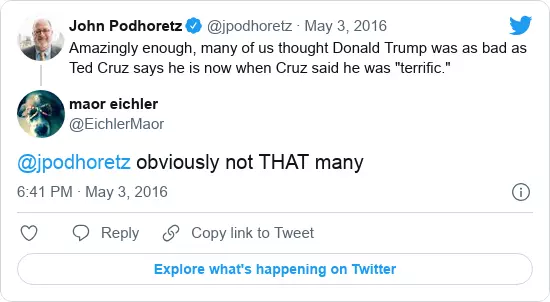 John Podhoretz @jpodhoretz · May 3, 2016
Amazingly enough, many of us thought Donald Trump was as bad as
Ted Cruz says he is now when Cruz said he was "terrific."
maor eichler
@EichlerMaor
@jpodhoretz obviously not THAT many
6:41 PM · May 3, 2016
Reply Copy link to Tweet
Explore what's happening on Twitter